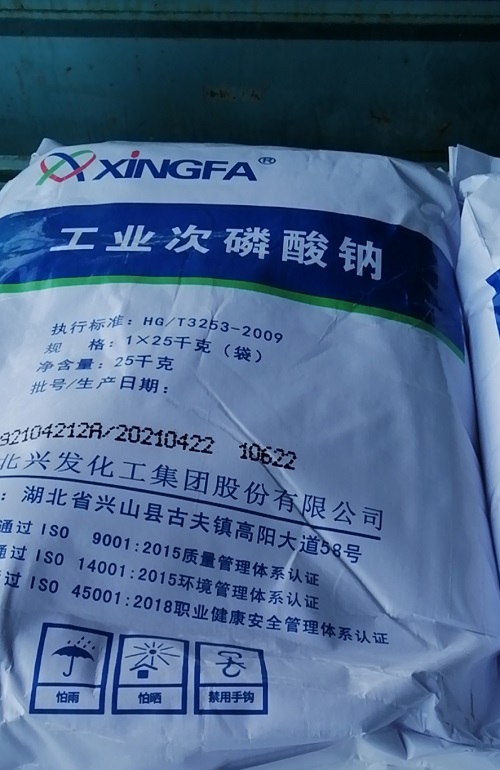 XINGFA®
工业次磷酸钠
执行标准：HG/T3253-2009
规 格：1×25千克（袋）
净含量：25千克
批号/生产日期：
92104212A/20210422 10622
北兴发化工集团股份有限公司
：湖北省兴山县古夫镇高阳大道58号
通过 ISO 9001:2015质量管理体系认证
通过 ISO 14001:2015环境管理体系认证
过 ISO 45001:2018职业健康安全管理体系认证
怕雨 怕晒 禁用手钩